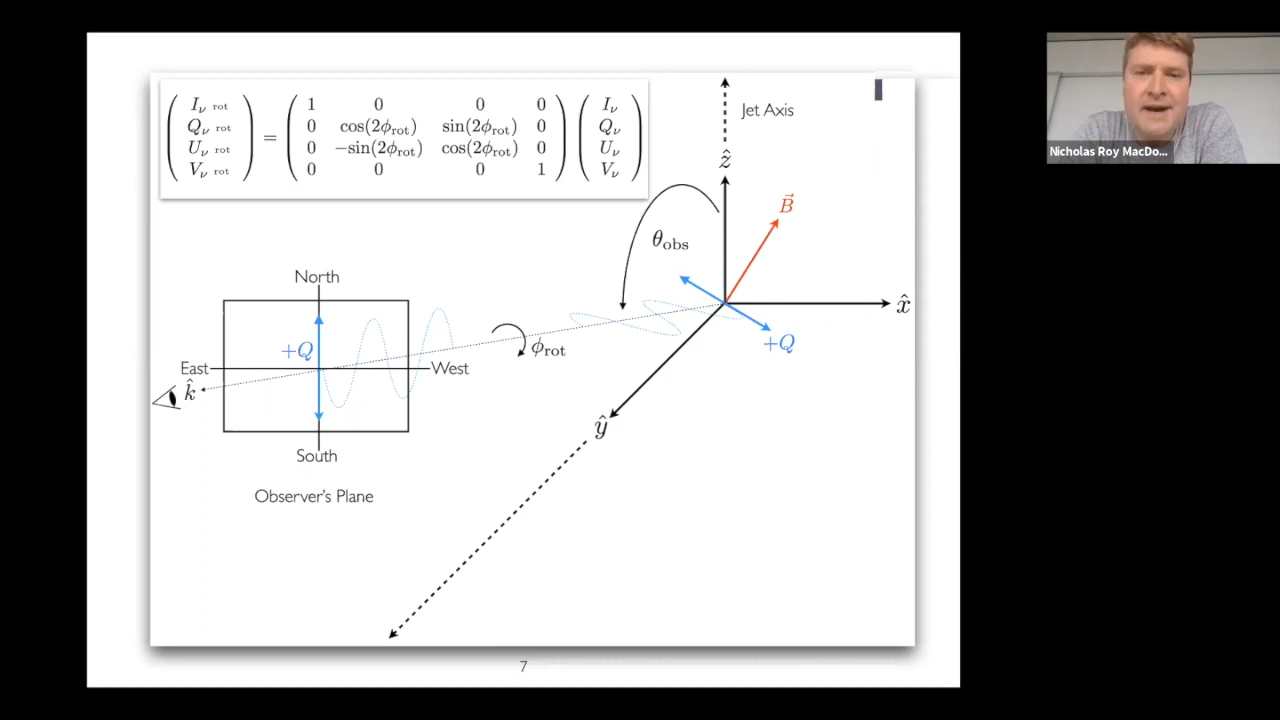 I_ν rot 1 0 0 0 I_ν
Q_ν rot 0 cos(2ϕ_rot) sin(2ϕ_rot) 0 Q_ν
=
U_ν rot 0 −sin(2ϕ_rot) cos(2ϕ_rot) 0 U_ν
V_ν rot 0 0 0 1 V_ν
Jet Axis
ẑ
B⃗
θ_obs
x̂
+Q
ŷ
ϕ_rot
North
+Q
East
West
k̂
South
Observer's Plane
7
Nicholas Roy MacDo...